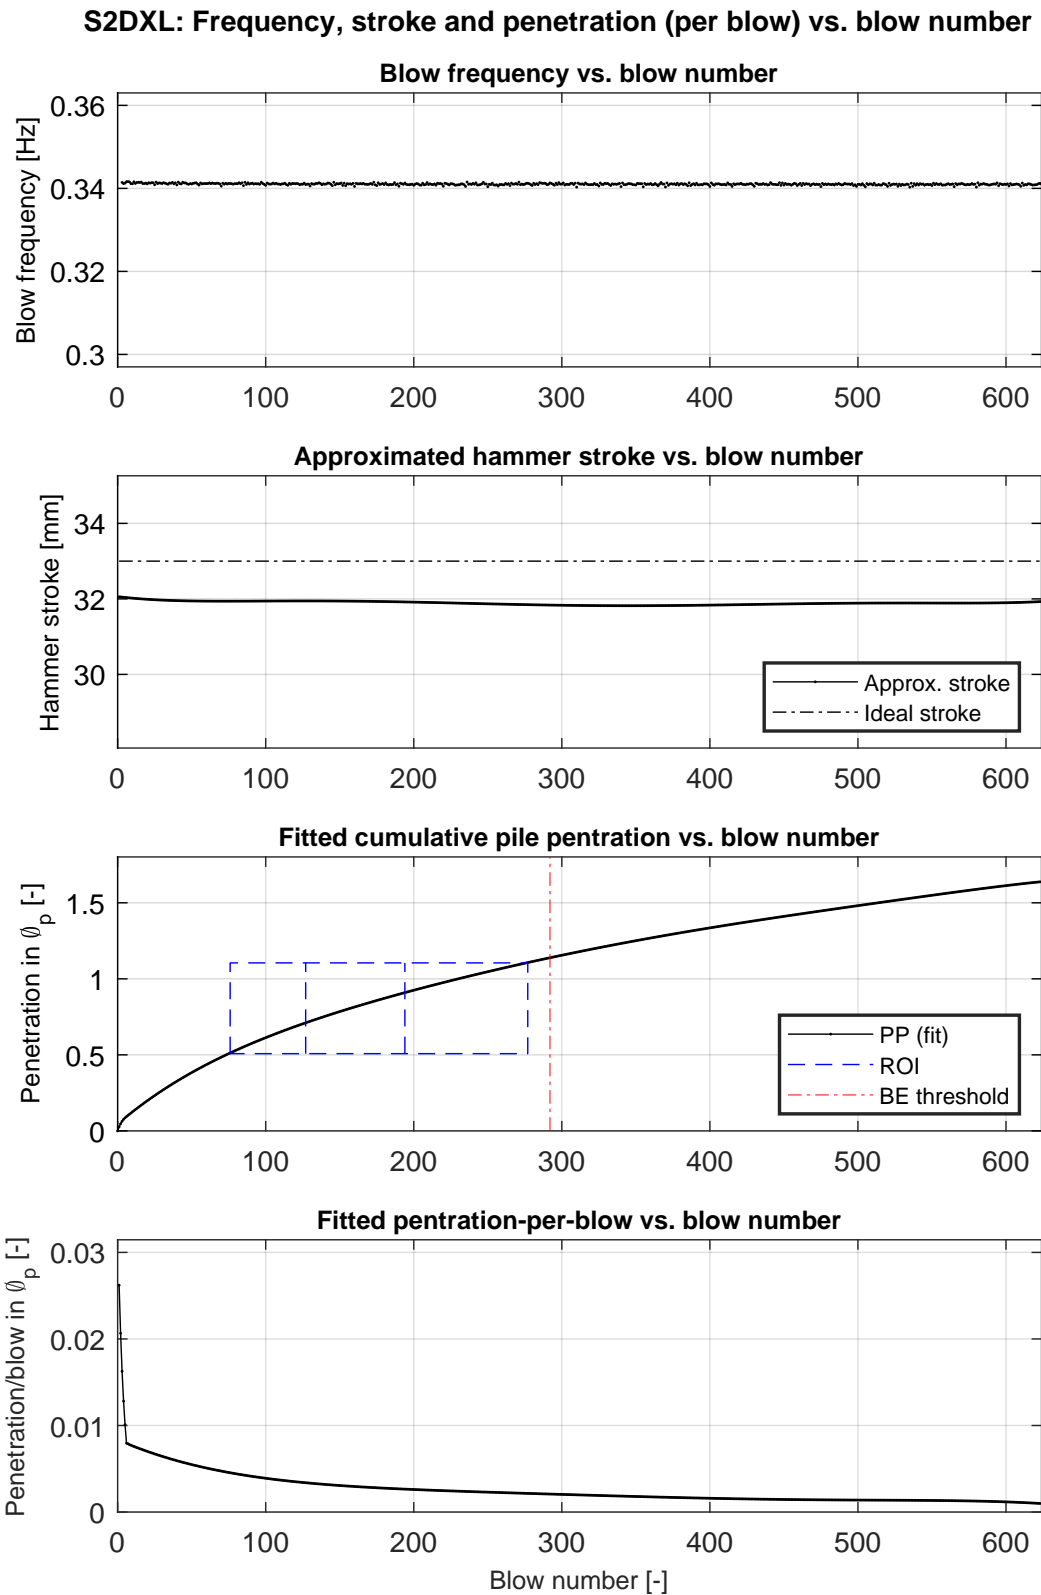 S2DXL: Frequency, stroke and penetration (per blow) vs. blow number
Blow frequency vs. blow number
Blow frequency [Hz]
0.36
0.34
0.32
0.3
0 100 200 300 400 500 600
Approximated hammer stroke vs. blow number
Hammer stroke [mm]
34
32
30
Approx. stroke
Ideal stroke
0 100 200 300 400 500 600
Fitted cumulative pile pentration vs. blow number
Penetration in ∅_p [-]
1.5
1
0.5
0
PP (fit)
ROI
BE threshold
0 100 200 300 400 500 600
Fitted pentration-per-blow vs. blow number
Penetration/blow in ∅_p [-]
0.03
0.02
0.01
0
0 100 200 300 400 500 600
Blow number [-]